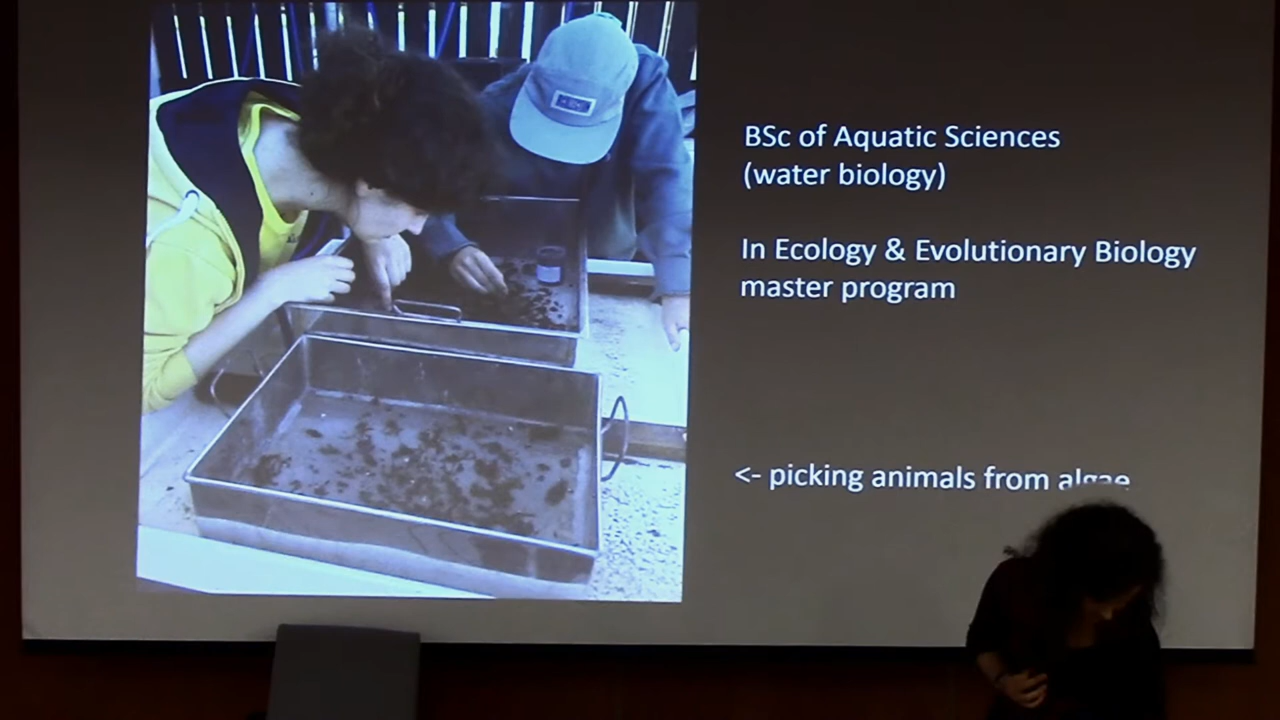 BSc of Aquatic Sciences
(water biology)
In Ecology & Evolutionary Biology
master program
<- picking animals from algae